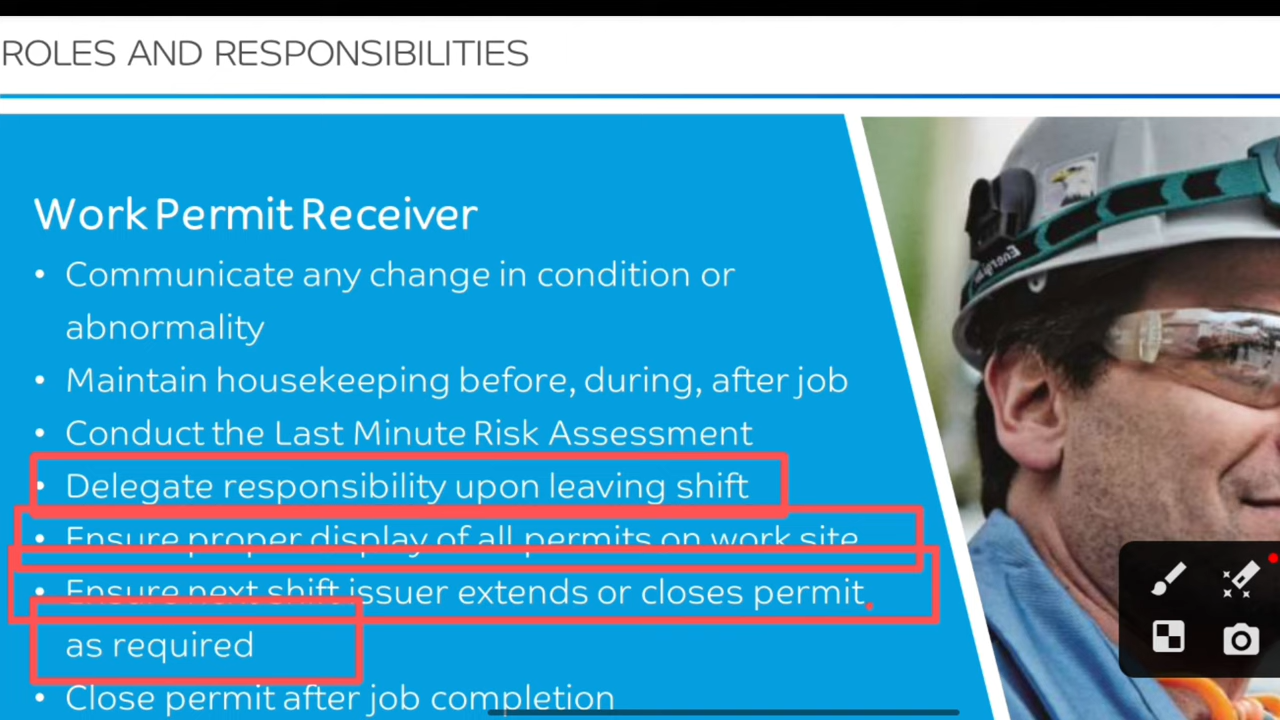 ROLES AND RESPONSIBILITIES
Work Permit Receiver
• Communicate any change in condition or
abnormality
• Maintain housekeeping before, during, after job
• Conduct the Last Minute Risk Assessment
• Delegate responsibility upon leaving shift
• Ensure proper display of all permits on work site
• Ensure next shift issuer extends or closes permit
as required
• Close permit after job completion